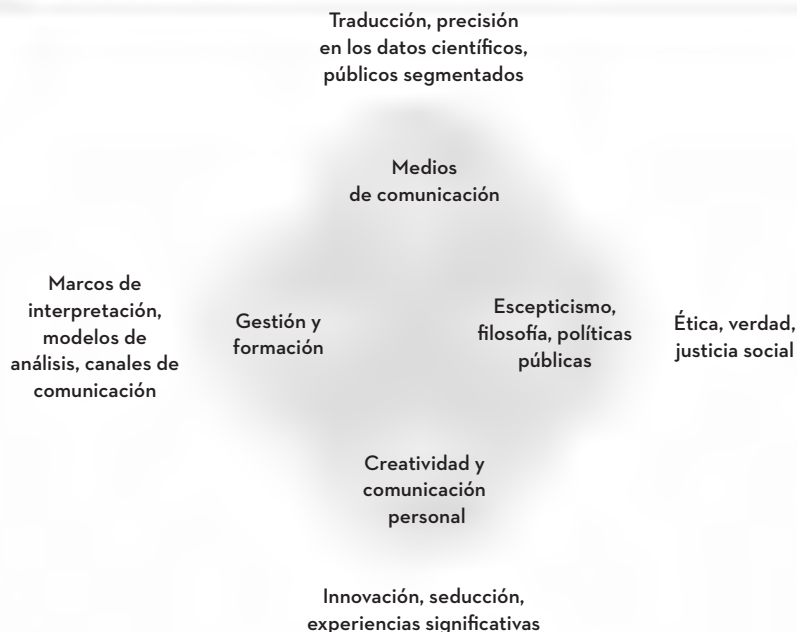 Traducción, precisión
en los datos científicos,
públicos segmentados
Medios
de comunicación
Marcos de
interpretación,
modelos de
análisis, canales de
comunicación
Gestión y
formación
Escepticismo,
filosofía, políticas
públicas
Ética, verdad,
justicia social
Creatividad y
comunicación
personal
Innovación, seducción,
experiencias significativas